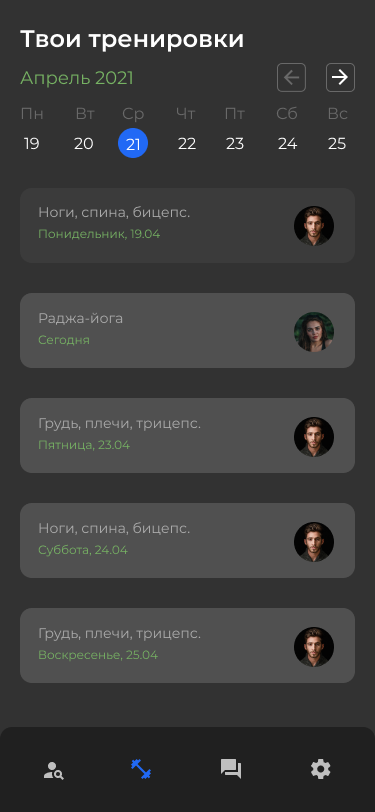 Твои тренировки
Апрель 2021
Пн Вт Ср Чт Пт Сб Вс
19 20 21 22 23 24 25
Ноги, спина, бицепс.
Понидельник, 19.04
Раджа-йога
Сегодня
Грудь, плечи, трицепс.
Пятница, 23.04
Ноги, спина, бицепс.
Суббота, 24.04
Грудь, плечи, трицепс.
Воскресенье, 25.04